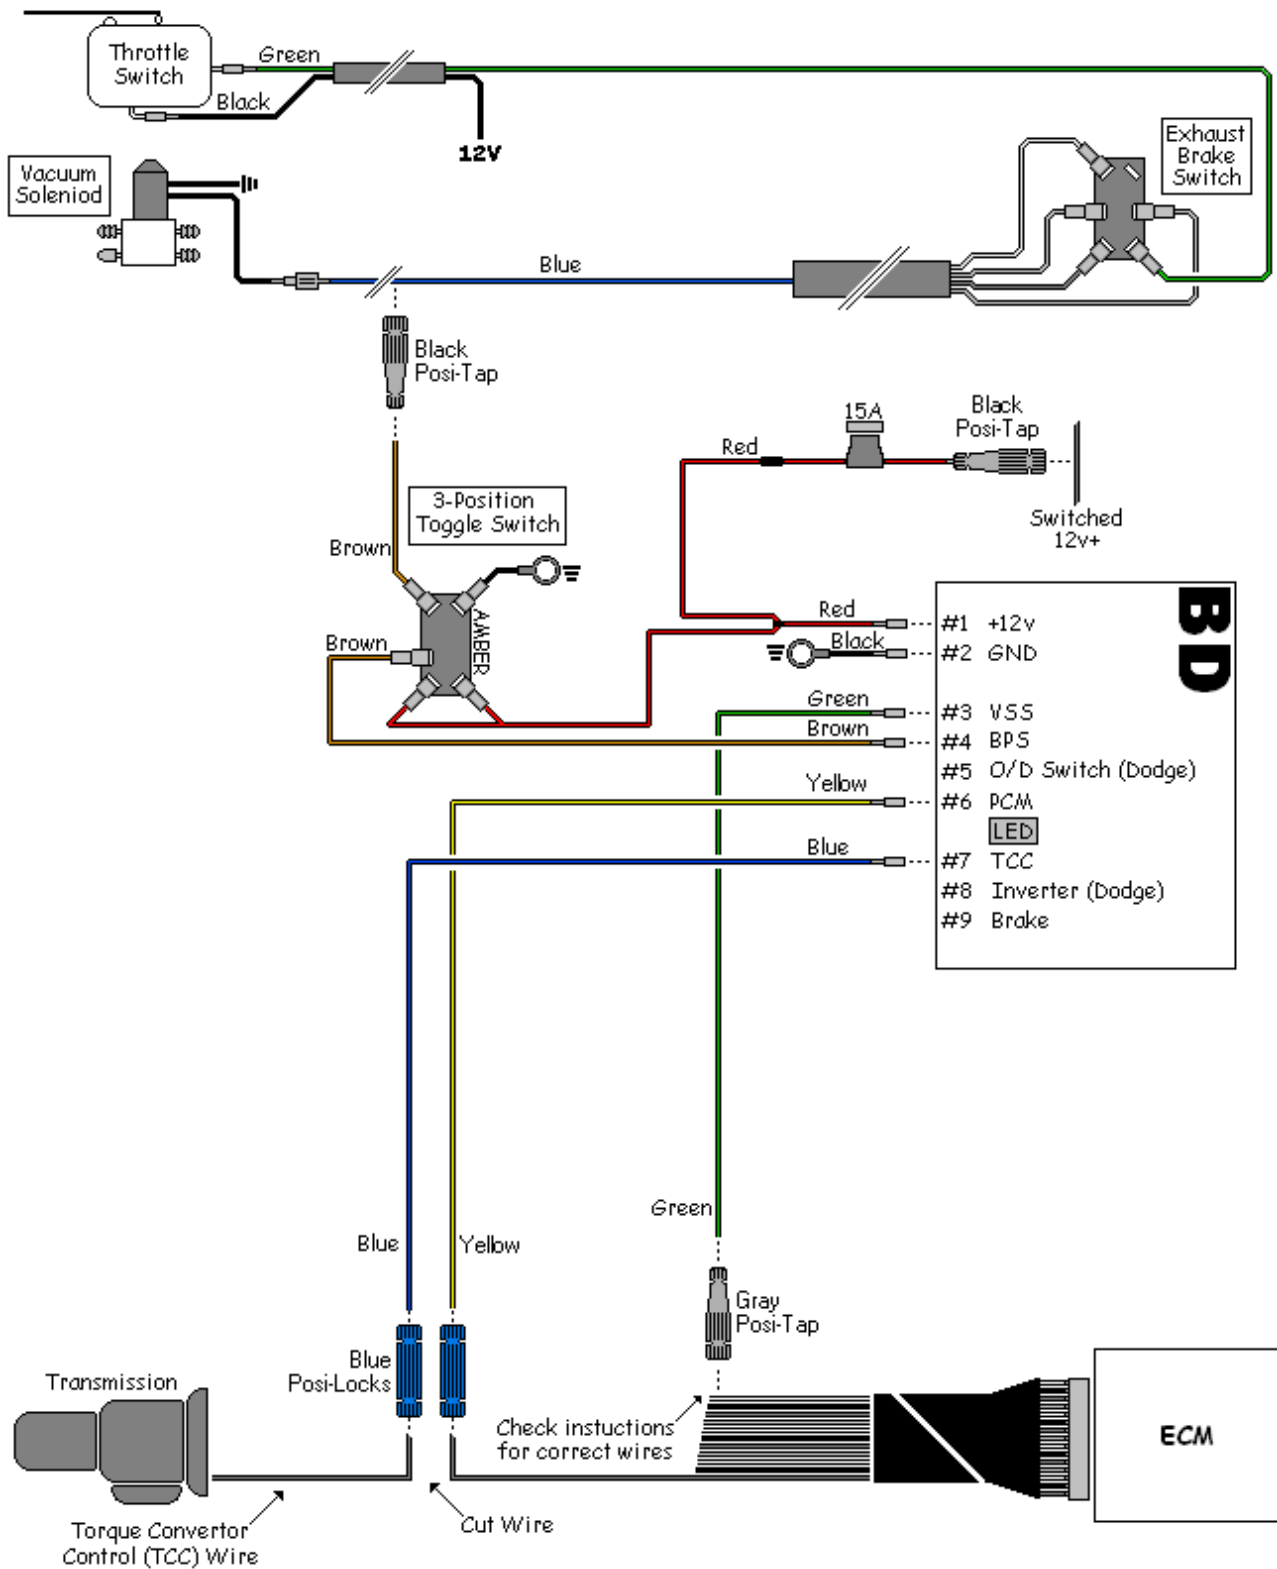 Throttle
Switch
Green
Black
12V
Exhaust
Brake
Switch
Vacuum
Soleniod
Blue
Black
Posi-Tap
15A
Black
Posi-Tap
Red
3-Position
Toggle Switch
Switched
12v+
Brown
AMBER
Brown
Red
Black
BD
#1 +12v
#2 GND
Green
#3 VSS
Brown
#4 BPS
#5 O/D Switch (Dodge)
Yellow
#6 PCM
LED
Blue
#7 TCC
#8 Inverter (Dodge)
#9 Brake
Green
Blue
Yellow
Gray
Posi-Tap
Blue
Posi-Locks
Transmission
Check instuctions
for correct wires
ECM
Cut Wire
Torque Convertor
Control (TCC) Wire